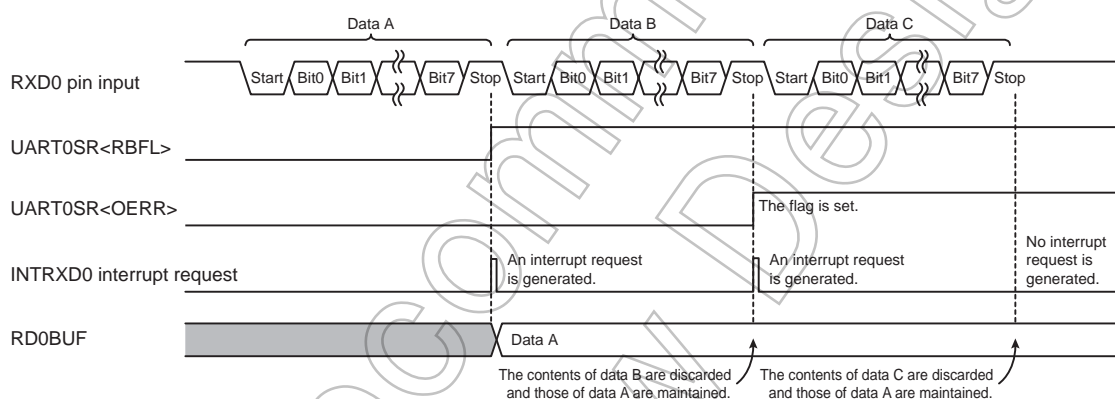 Data A
Data B
Data C
RXD0 pin input
Start Bit0 Bit1 Bit7 Stop Start Bit0 Bit1 Bit7 Stop Start Bit0 Bit1 Bit7 Stop
UART0SR<RBFL>
UART0SR<OERR>
The flag is set.
INTRXD0 interrupt request
An interrupt request
is generated.
An interrupt request
is generated.
No interrupt
request is
generated.
RD0BUF
Data A
The contents of data B are discarded
and those of data A are maintained.
The contents of data C are discarded
and those of data A are maintained.